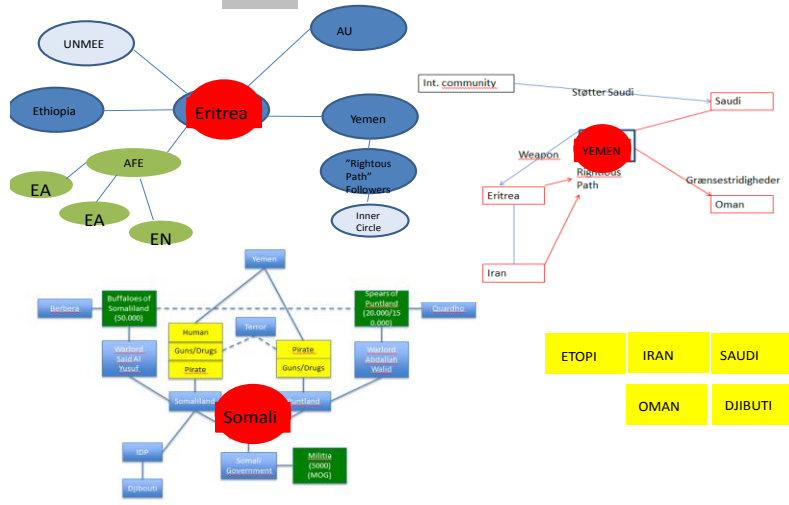 UNMEE
AU
Ethiopia
Eritrea
Yemen
AFE
"Rightous
Path"
Followers
EA
EA
EN
Inner
Circle
Int. community
Støtter Saudi
Saudi
YEMEN
Weapon
Rightious
Path
Grænsestridigheder
Eritrea
Oman
Iran
Yemen
Berbera
Buffaloes of
Somaliland
(50.000)
Spears of
Puntland
(20.000/15
0.000)
Quardho
Human
Guns/Drugs
Pirate
Terror
Pirate
Guns/Drugs
Warlord
Said Al
Yusuf
Warlord
Abdallah
Walid
Somaliland
Somali
Puntland
IDP
Djibouti
Somali
Government
Militia
(5000)
(MOG)
ETOPI
IRAN
SAUDI
OMAN
DJIBUTI